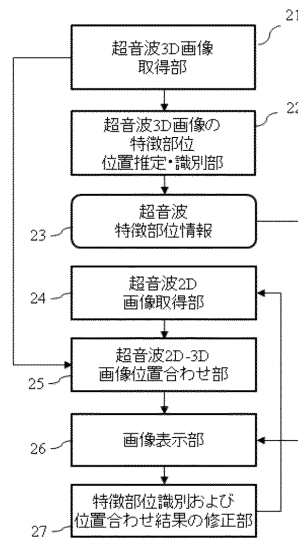 超音波3D画像
取得部
21
超音波3D画像の
特徴部位
位置推定・識別部
22
超音波
特徴部位情報
23
超音波2D
画像取得部
24
超音波2D-3D
画像位置合わせ部
25
画像表示部
26
特徴部位識別および
位置合わせ結果の修正部
27